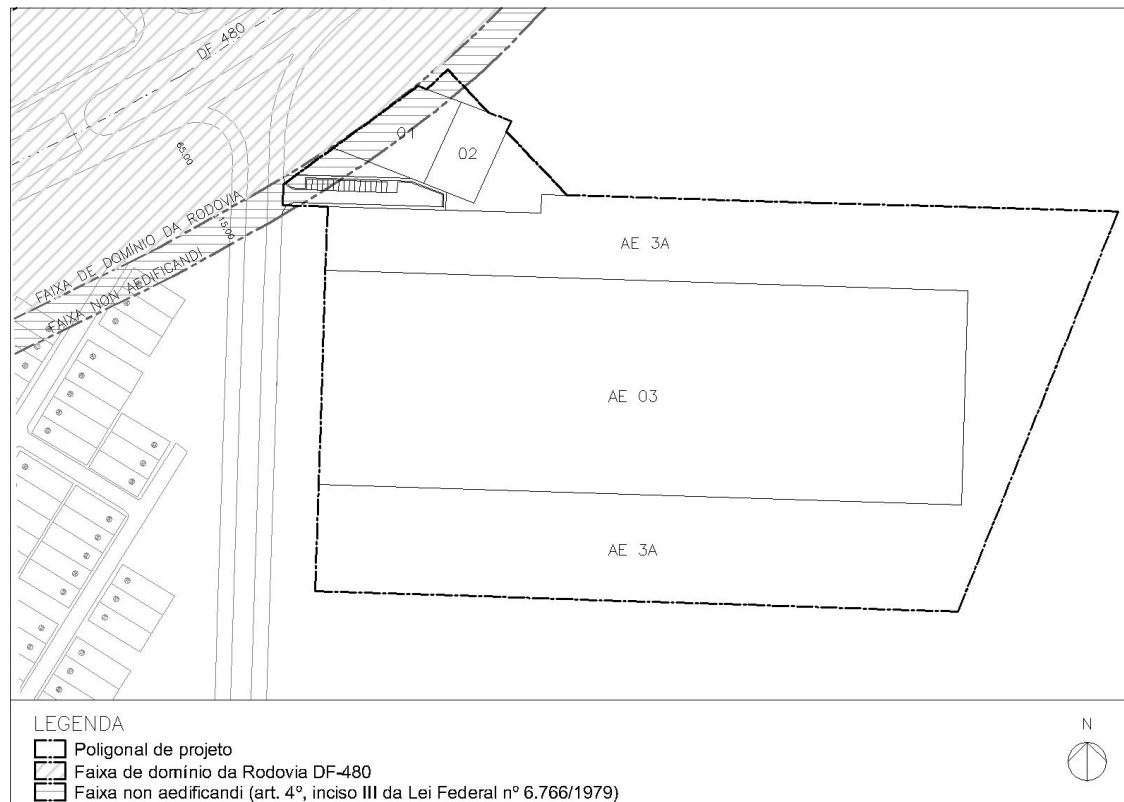 DF 480
65.00
15.00
FAIXA DE DOMÍNIO DA RODOVIA
FAIXA NON AEDIFICANDI
01
02
AE 3A
AE 03
AE 3A
LEGENDA
N
Poligonal de projeto
Faixa de domínio da Rodovia DF-480
Faixa non aedificandi (art. 4º, inciso III da Lei Federal nº 6.766/1979)